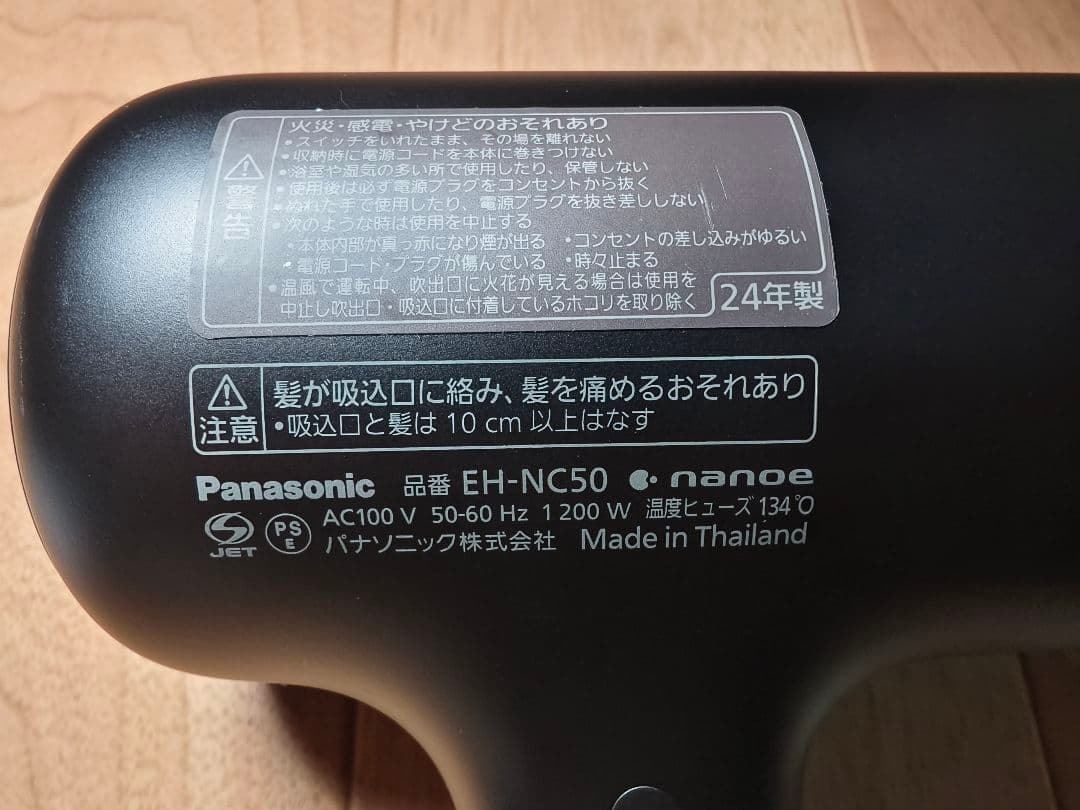 警告
火災・感電・やけどのおそれあり
•スイッチをいれたまま、その場を離れない
•収納時に電源コードを本体に巻きつけない
•浴室や湿気の多い所で使用したり、保管しない
•使用後は必ず電源プラグをコンセントから抜く
•ぬれた手で使用したり、電源プラグを抜き差ししない
•次のような時は使用を中止する
•本体内部が真っ赤になり煙が出る •コンセントの差し込みがゆるい
•電源コード・プラグが傷んでいる •時々止まる
•温風で運転中、吹出口に火花が見える場合は使用を
中止し吹出口・吸込口に付着しているホコリを取り除く
24年製
注意
髪が吸込口に絡み、髪を痛めるおそれあり
•吸込口と髪は10 cm以上はなす
Panasonic 品番 EH-NC50 nanoe
JET PSE AC100 V 50-60 Hz 1 200 W 温度ヒューズ 134℃
パナソニック株式会社 Made in Thailand